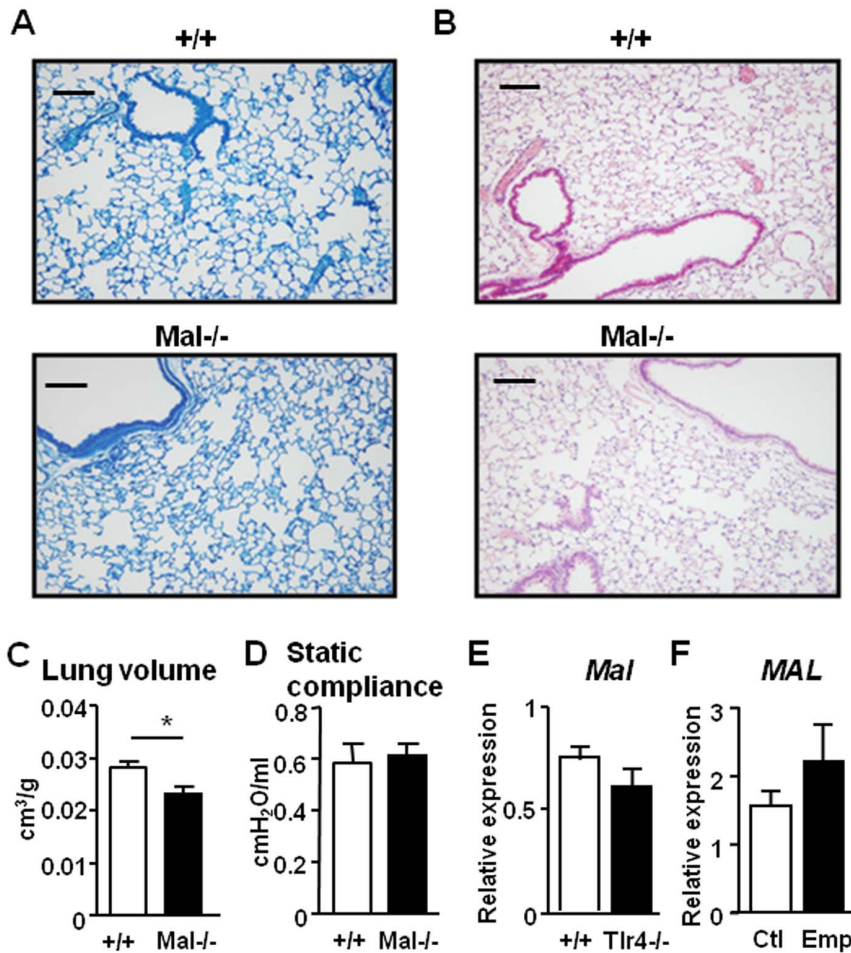 A
+/+
B
+/+
Mal-/-
Mal-/-
C Lung volume
D Static
compliance
E Mal
F MAL
0.04
0.03
0.02
0.01
0
cm³/g
*
+/+ Mal-/-
0.8
0.6
0.4
0.2
0
cmH₂O/ml
+/+ Mal-/-
1
0.5
0
Relative expression
+/+ Tlr4-/-
3
2
1
0
Relative expression
Ctl Emp